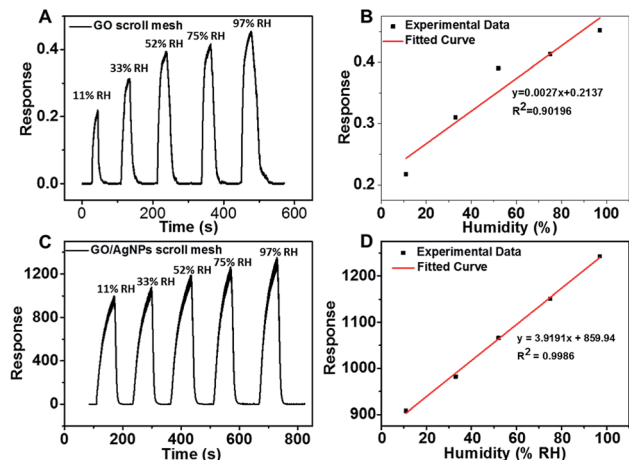 A
GO scroll mesh
11% RH
33% RH
52% RH
75% RH
97% RH
Response
0.4
0.2
0.0
0
200
400
600
Time (s)
B
Experimental Data
Fitted Curve
y=0.0027x+0.2137
R²=0.90196
Response
0.4
0.3
0.2
0
20
40
60
80
100
Humidity (%)
C
GO/AgNPs scroll mesh
11% RH
33% RH
52% RH
75% RH
97% RH
Response
1200
800
400
0
0
200
400
600
800
Time (s)
D
Experimental Data
Fitted Curve
y = 3.9191x + 859.94
R² = 0.9986
Response
1200
1100
1000
900
0
20
40
60
80
100
Humidity (% RH)